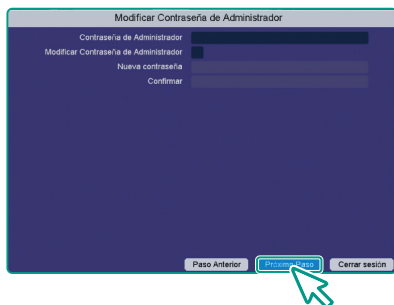 Modificar Contraseña de Administrador
Contraseña de Administrador
Modificar Contraseña de Administrador
Nueva contraseña
Confirmar
Paso Anterior
Próximo Paso
Cerrar sesión